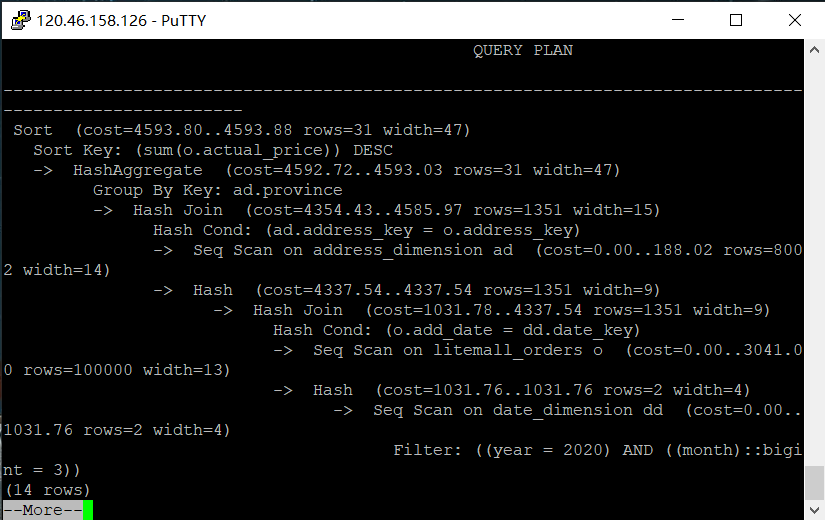 120.46.158.126 - PuTTY
QUERY PLAN
--------------------------------------------------------------------------------
------------------------
Sort  (cost=4593.80..4593.88 rows=31 width=47)
Sort Key: (sum(o.actual_price)) DESC
->  HashAggregate  (cost=4592.72..4593.03 rows=31 width=47)
Group By Key: ad.province
->  Hash Join  (cost=4354.43..4585.97 rows=1351 width=15)
Hash Cond: (ad.address_key = o.address_key)
->  Seq Scan on address_dimension ad  (cost=0.00..188.02 rows=800
2 width=14)
->  Hash  (cost=4337.54..4337.54 rows=1351 width=9)
->  Hash Join  (cost=1031.78..4337.54 rows=1351 width=9)
Hash Cond: (o.add_date = dd.date_key)
->  Seq Scan on litemall_orders o  (cost=0.00..3041.0
0 rows=100000 width=13)
->  Hash  (cost=1031.76..1031.76 rows=2 width=4)
->  Seq Scan on date_dimension dd  (cost=0.00..
1031.76 rows=2 width=4)
Filter: ((year = 2020) AND ((month)::bigi
nt = 3))
(14 rows)
--More--